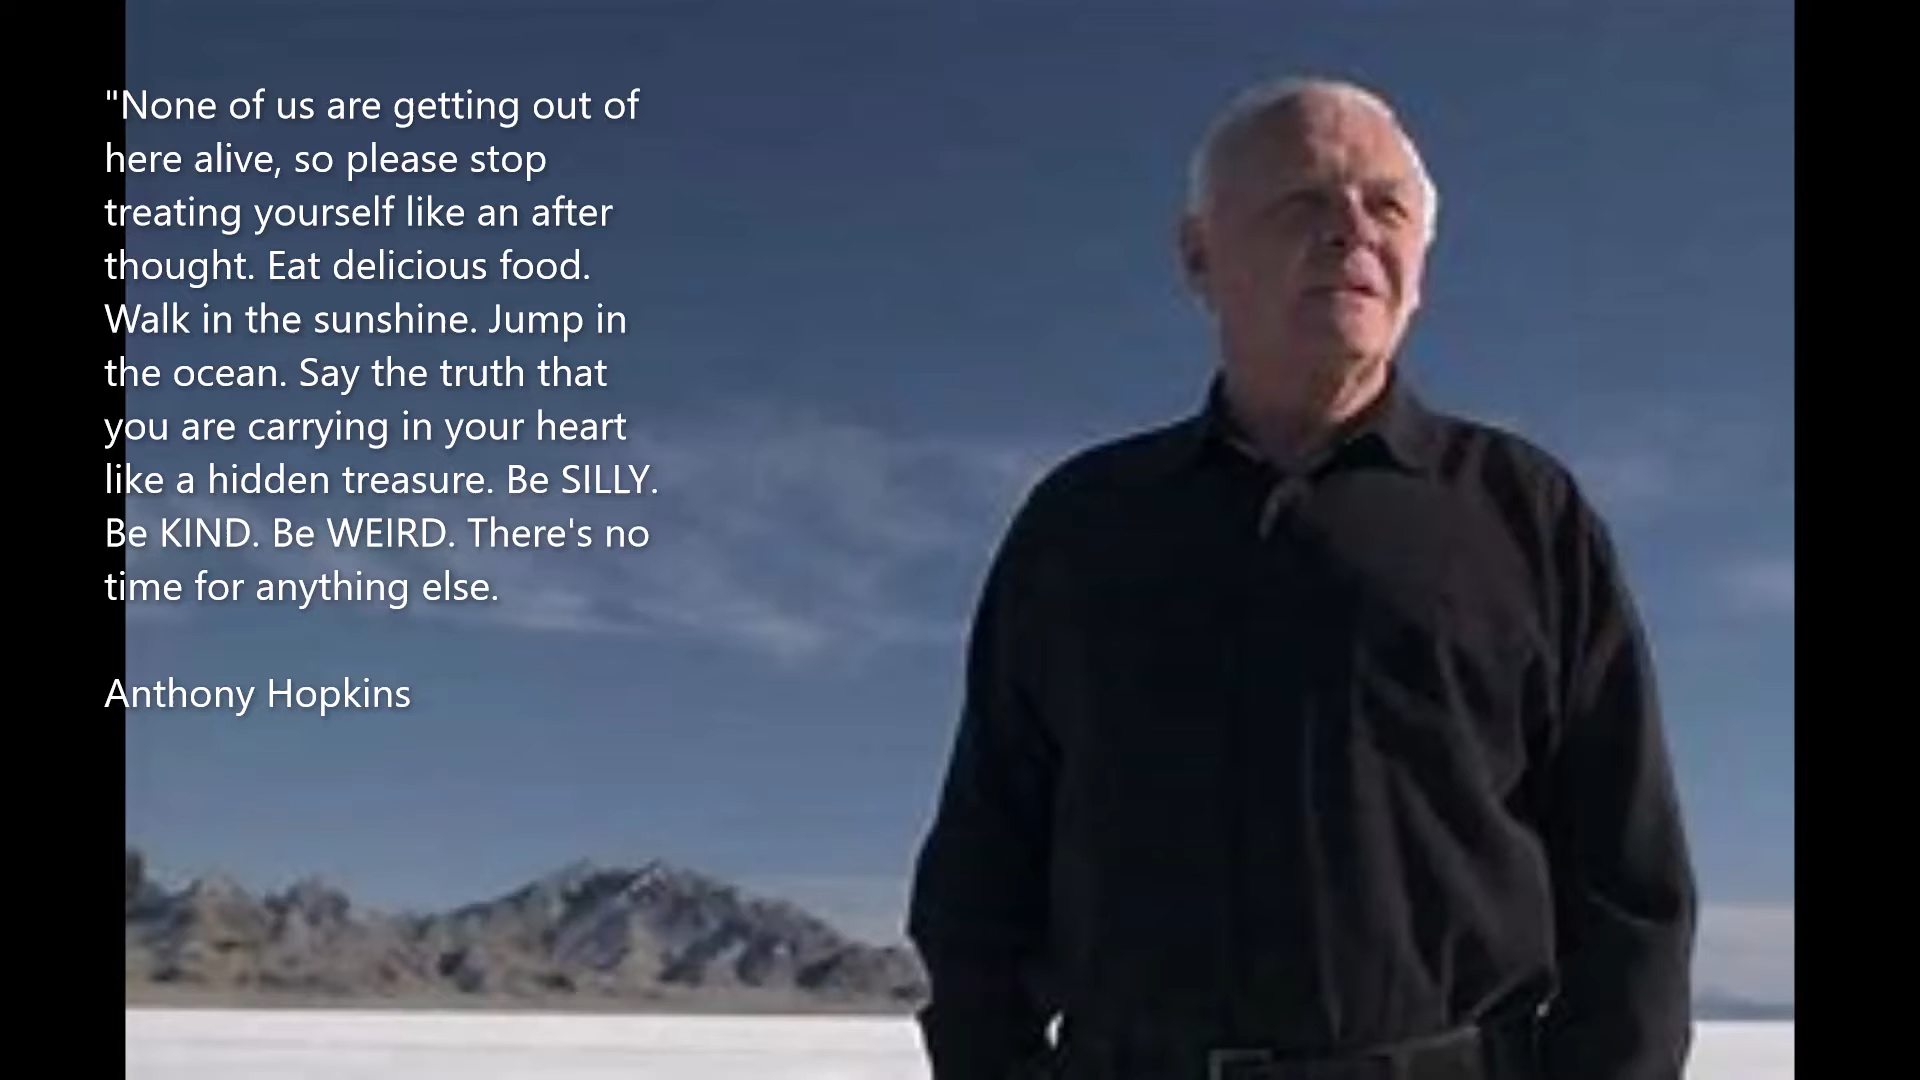 "None of us are getting out of
here alive, so please stop
treating yourself like an after
thought. Eat delicious food.
Walk in the sunshine. Jump in
the ocean. Say the truth that
you are carrying in your heart
like a hidden treasure. Be SILLY.
Be KIND. Be WEIRD. There's no
time for anything else.
Anthony Hopkins